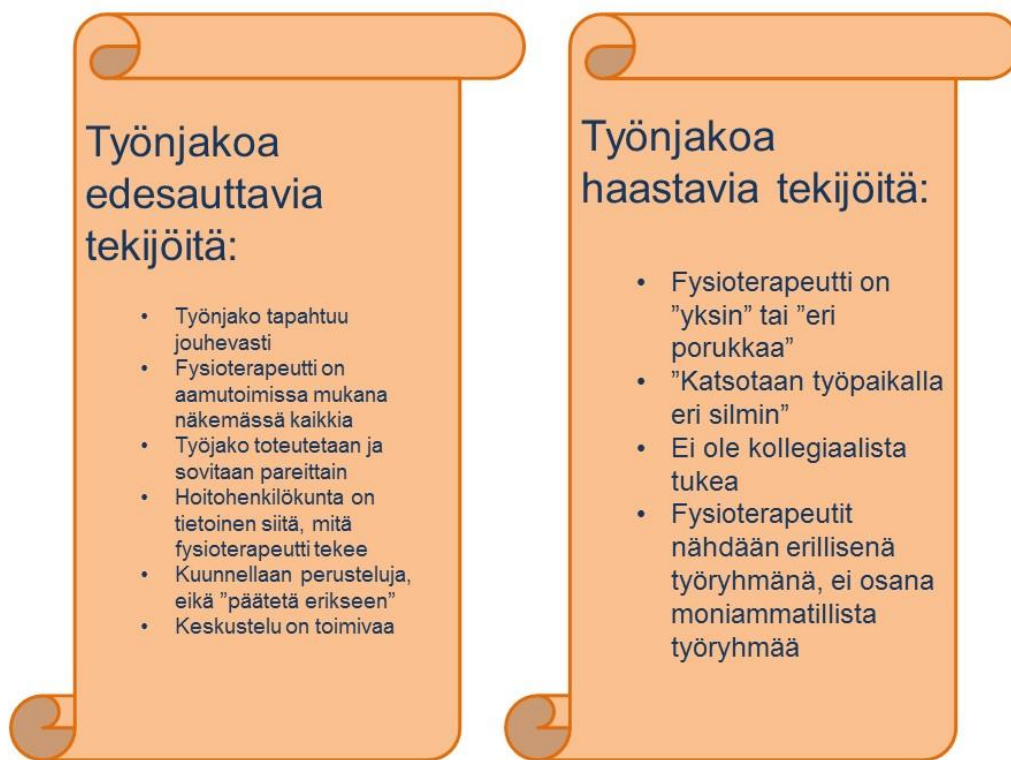 Työnjakoa
edesauttavia
tekijöitä:
• Työnjako tapahtuu
jouhevasti
• Fysioterapeutti on
aamutoimissa mukana
näkemässä kaikkia
• Työjako toteutetaan ja
sovitaan pareittain
• Hoitohenkilökunta on
tietoinen siitä, mitä
fysioterapeutti tekee
• Kuunnellaan perusteluja,
eikä ”päätetä erikseen”
• Keskustelu on toimivaa
Työnjakoa
haastavia tekijöitä:
• Fysioterapeutti on
”yksin” tai ”eri
porukkaa”
• ”Katsotaan työpaikalla
eri silmin”
• Ei ole kollegiaalista
tukea
• Fysioterapeutit
nähdään erillisenä
työryhmänä, ei osana
moniammatillista
työryhmää